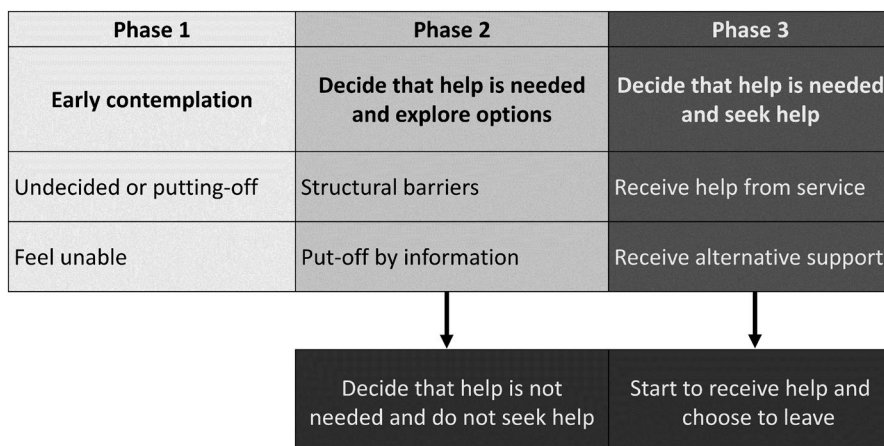 Phase 1
Phase 2
Phase 3
Early contemplation
Decide that help is needed
and explore options
Decide that help is needed
and seek help
Undecided or putting-off
Structural barriers
Receive help from service
Feel unable
Put-off by information
Receive alternative support
Decide that help is not
needed and do not seek help
Start to receive help and
choose to leave